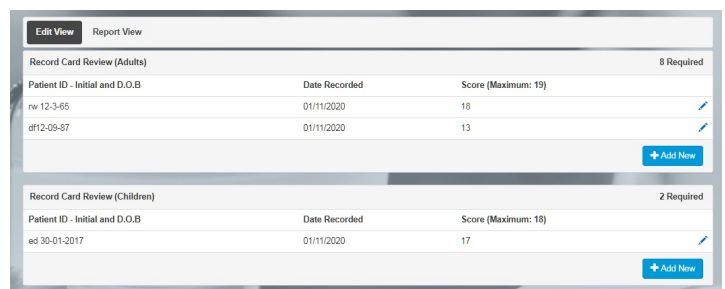 Edit View Report View
Record Card Review (Adults) 8 Required
Patient ID - Initial and D.O.B Date Recorded Score (Maximum: 19)
rw 12-3-65 01/11/2020 18
df12-09-87 01/11/2020 13
+ Add New
Record Card Review (Children) 2 Required
Patient ID - Initial and D.O.B Date Recorded Score (Maximum: 18)
ed 30-01-2017 01/11/2020 17
+ Add New